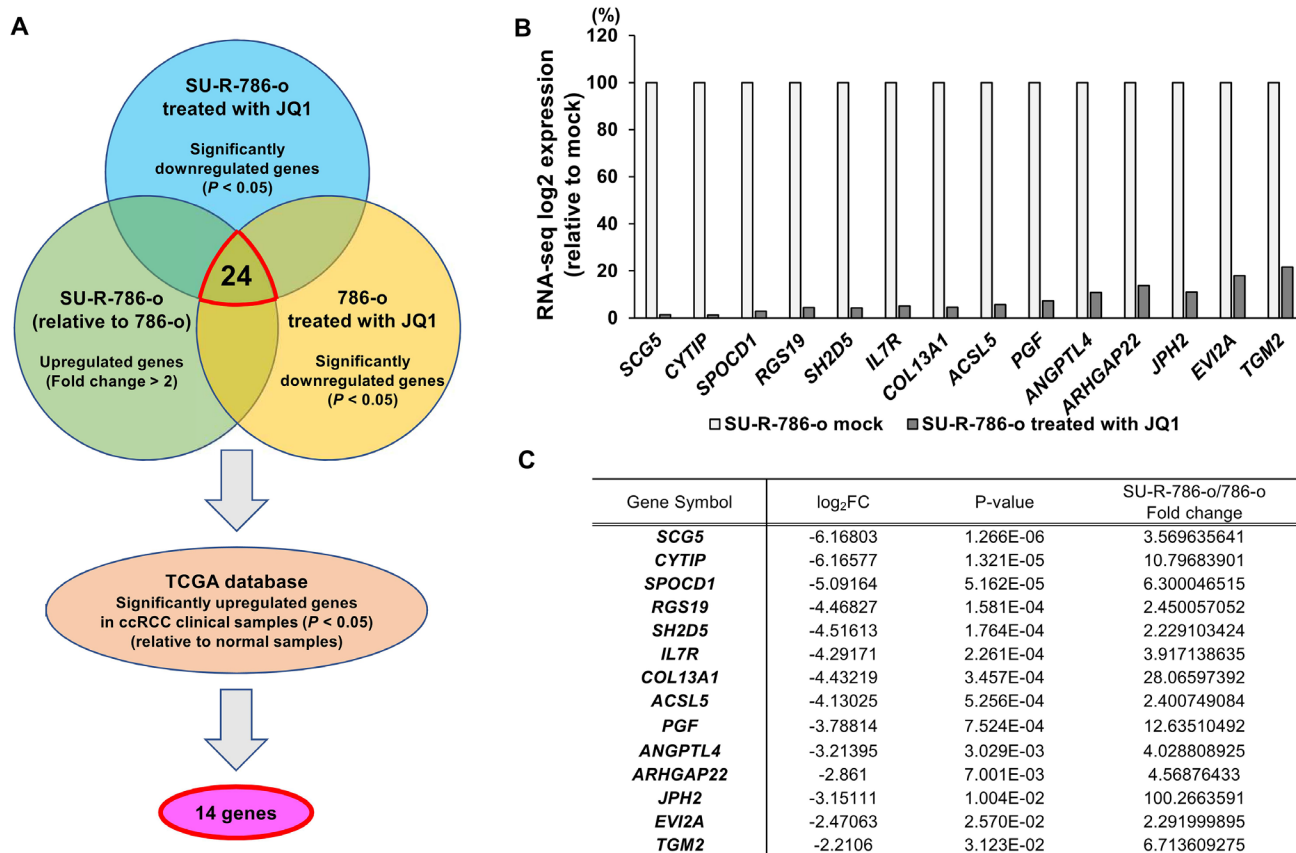 A
SU-R-786-o
treated with JQ1
Significantly
downregulated genes
(P < 0.05)
24
SU-R-786-o
(relative to 786-o)
Upregulated genes
(Fold change > 2)
786-o
treated with JQ1
Significantly
downregulated genes
(P < 0.05)
TCGA database
Significantly upregulated genes
in ccRCC clinical samples (P < 0.05)
(relative to normal samples)
14 genes
B
(%)
RNA-seq log2 expression
(relative to mock)
120
100
80
60
40
20
0
SCG5
CYTIP
SPOCD1
RGS19
SH2D5
IL7R
COL13A1
ACSL5
PGF
ANGPTL4
ARHGAP22
JPH2
EVI2A
TGM2
SU-R-786-o mock SU-R-786-o treated with JQ1
C
Gene Symbol log₂FC P-value SU-R-786-o/786-o
Fold change
SCG5 -6.16803 1.266E-06 3.569635641
CYTIP -6.16577 1.321E-05 10.79683901
SPOCD1 -5.09164 5.162E-05 6.300046515
RGS19 -4.46827 1.581E-04 2.450057052
SH2D5 -4.51613 1.764E-04 2.229103424
IL7R -4.29171 2.261E-04 3.917138635
COL13A1 -4.43219 3.457E-04 28.06597392
ACSL5 -4.13025 5.256E-04 2.400749084
PGF -3.78814 7.524E-04 12.63510492
ANGPTL4 -3.21395 3.029E-03 4.028808925
ARHGAP22 -2.861 7.001E-03 4.56876433
JPH2 -3.15111 1.004E-02 100.2663591
EVI2A -2.47063 2.570E-02 2.291999895
TGM2 -2.2106 3.123E-02 6.713609275